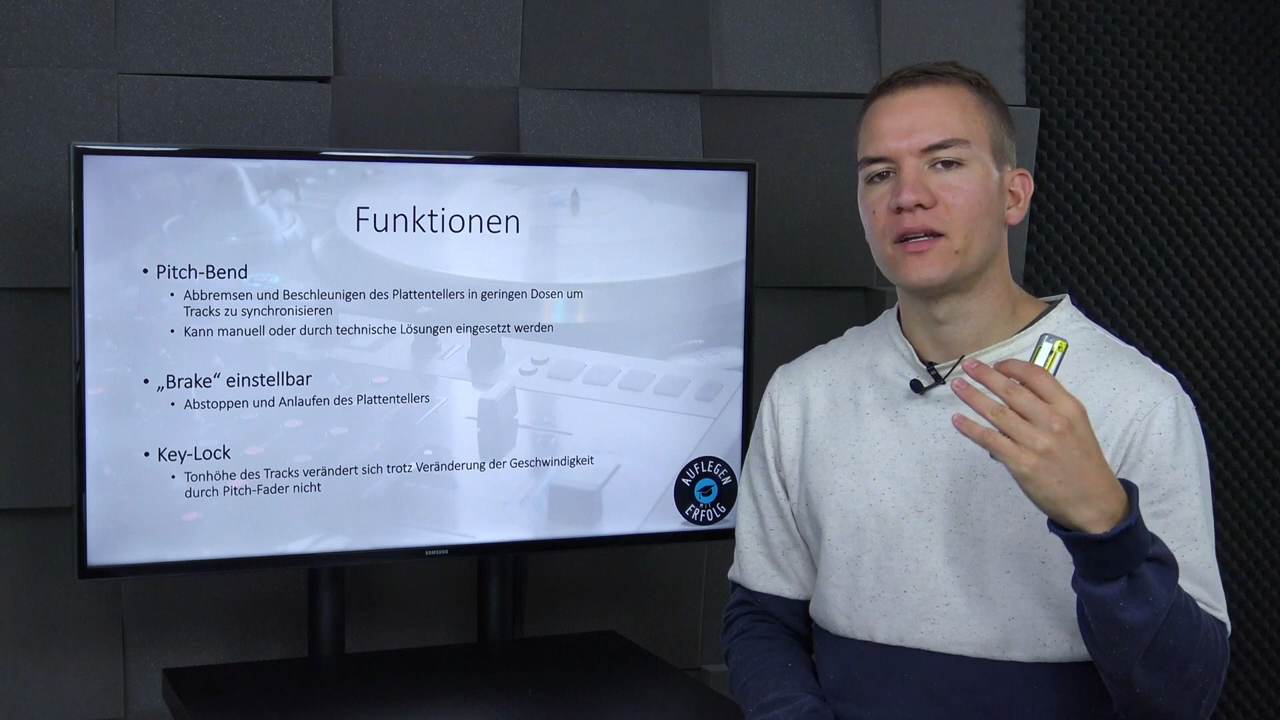 Funktionen
• Pitch-Bend
• Abbremsen und Beschleunigen des Plattentellers in geringen Dosen um
Tracks zu synchronisieren
• Kann manuell oder durch technische Lösungen eingesetzt werden
• „Brake“ einstellbar
• Abstoppen und Anlaufen des Plattentellers
• Key-Lock
• Tonhöhe des Tracks verändert sich trotz Veränderung der Geschwindigkeit
durch Pitch-Fader nicht
AUFLEGEN
MIT
ERFOLG
SAMSUNG